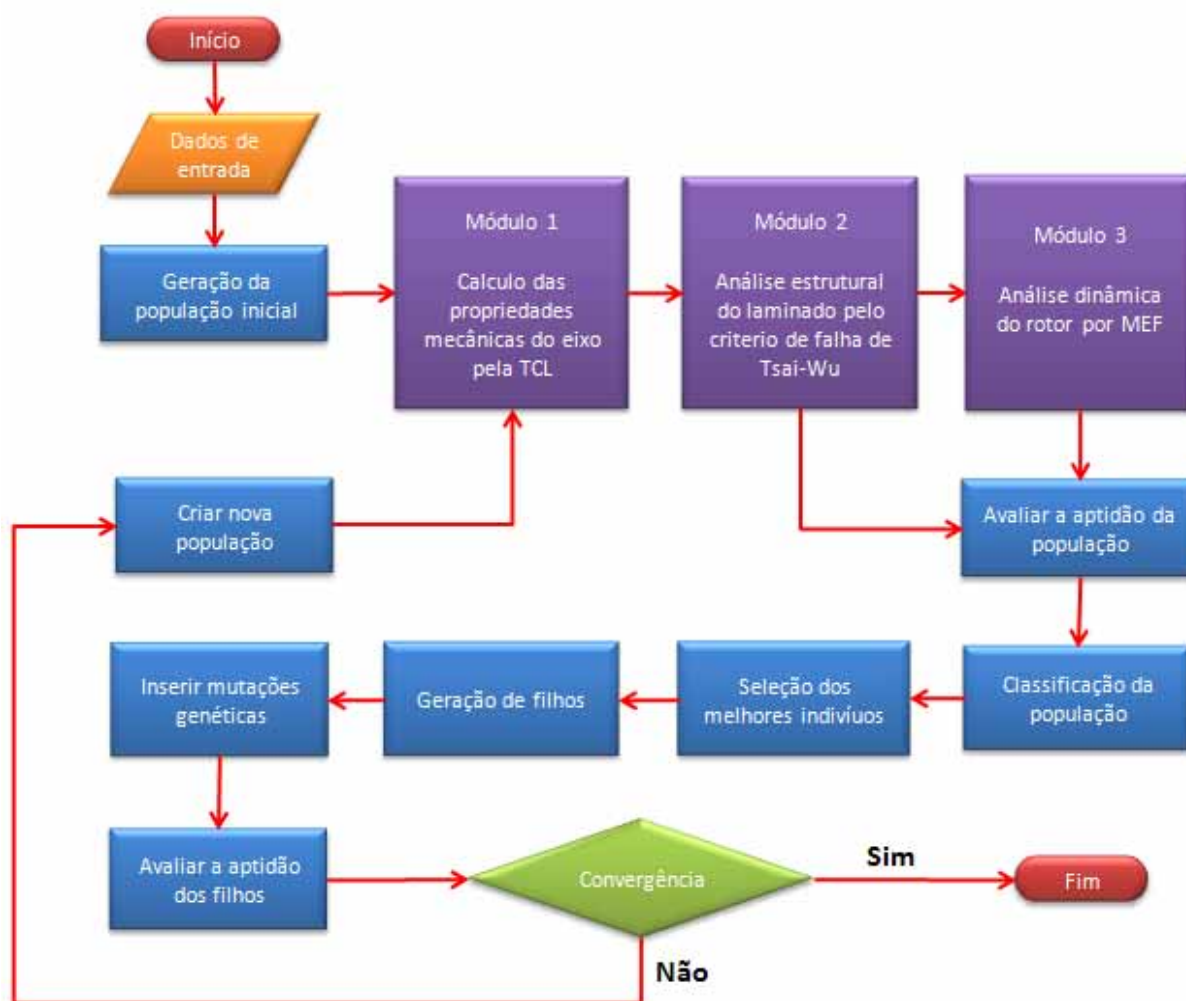 Início
Dados de
entrada
Geração da
população inicial
Módulo 1
Calculo das
propriedades
mecânicas do eixo
pela TCL
Módulo 2
Análise estrutural
do laminado pelo
criterio de falha de
Tsai-Wu
Módulo 3
Análise dinâmica
do rotor por MEF
Criar nova
população
Avaliar a aptidão da
população
Inserir mutações
genéticas
Geração de filhos
Seleção dos
melhores indivíuos
Classificação da
população
Avaliar a aptidão
dos filhos
Convergência
Sim
Fim
Não